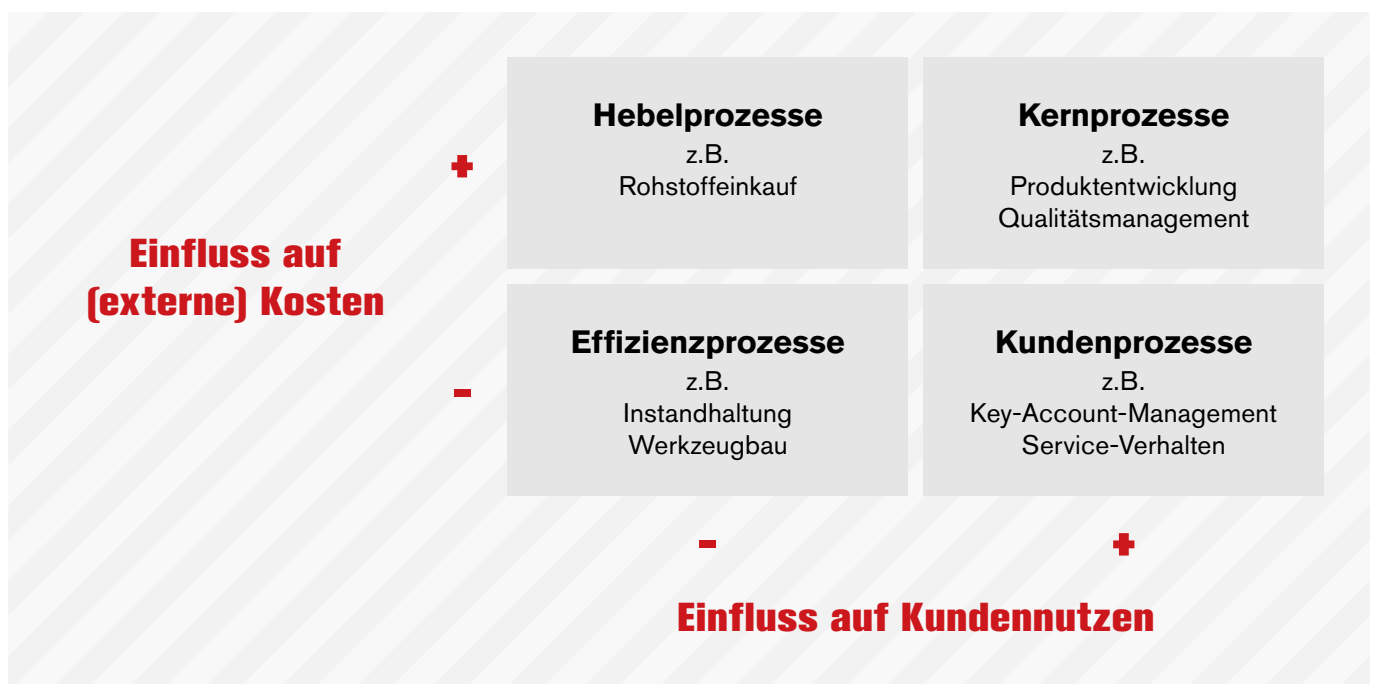 Hebelprozesse
z.B.
Rohstoffeinkauf
Kernprozesse
z.B.
Produktentwicklung
Qualitätsmanagement
+
Einfluss auf
(externe) Kosten
Effizienzprozesse
z.B.
Instandhaltung
Werkzeugbau
Kundenprozesse
z.B.
Key-Account-Management
Service-Verhalten
-
-
+
Einfluss auf Kundennutzen